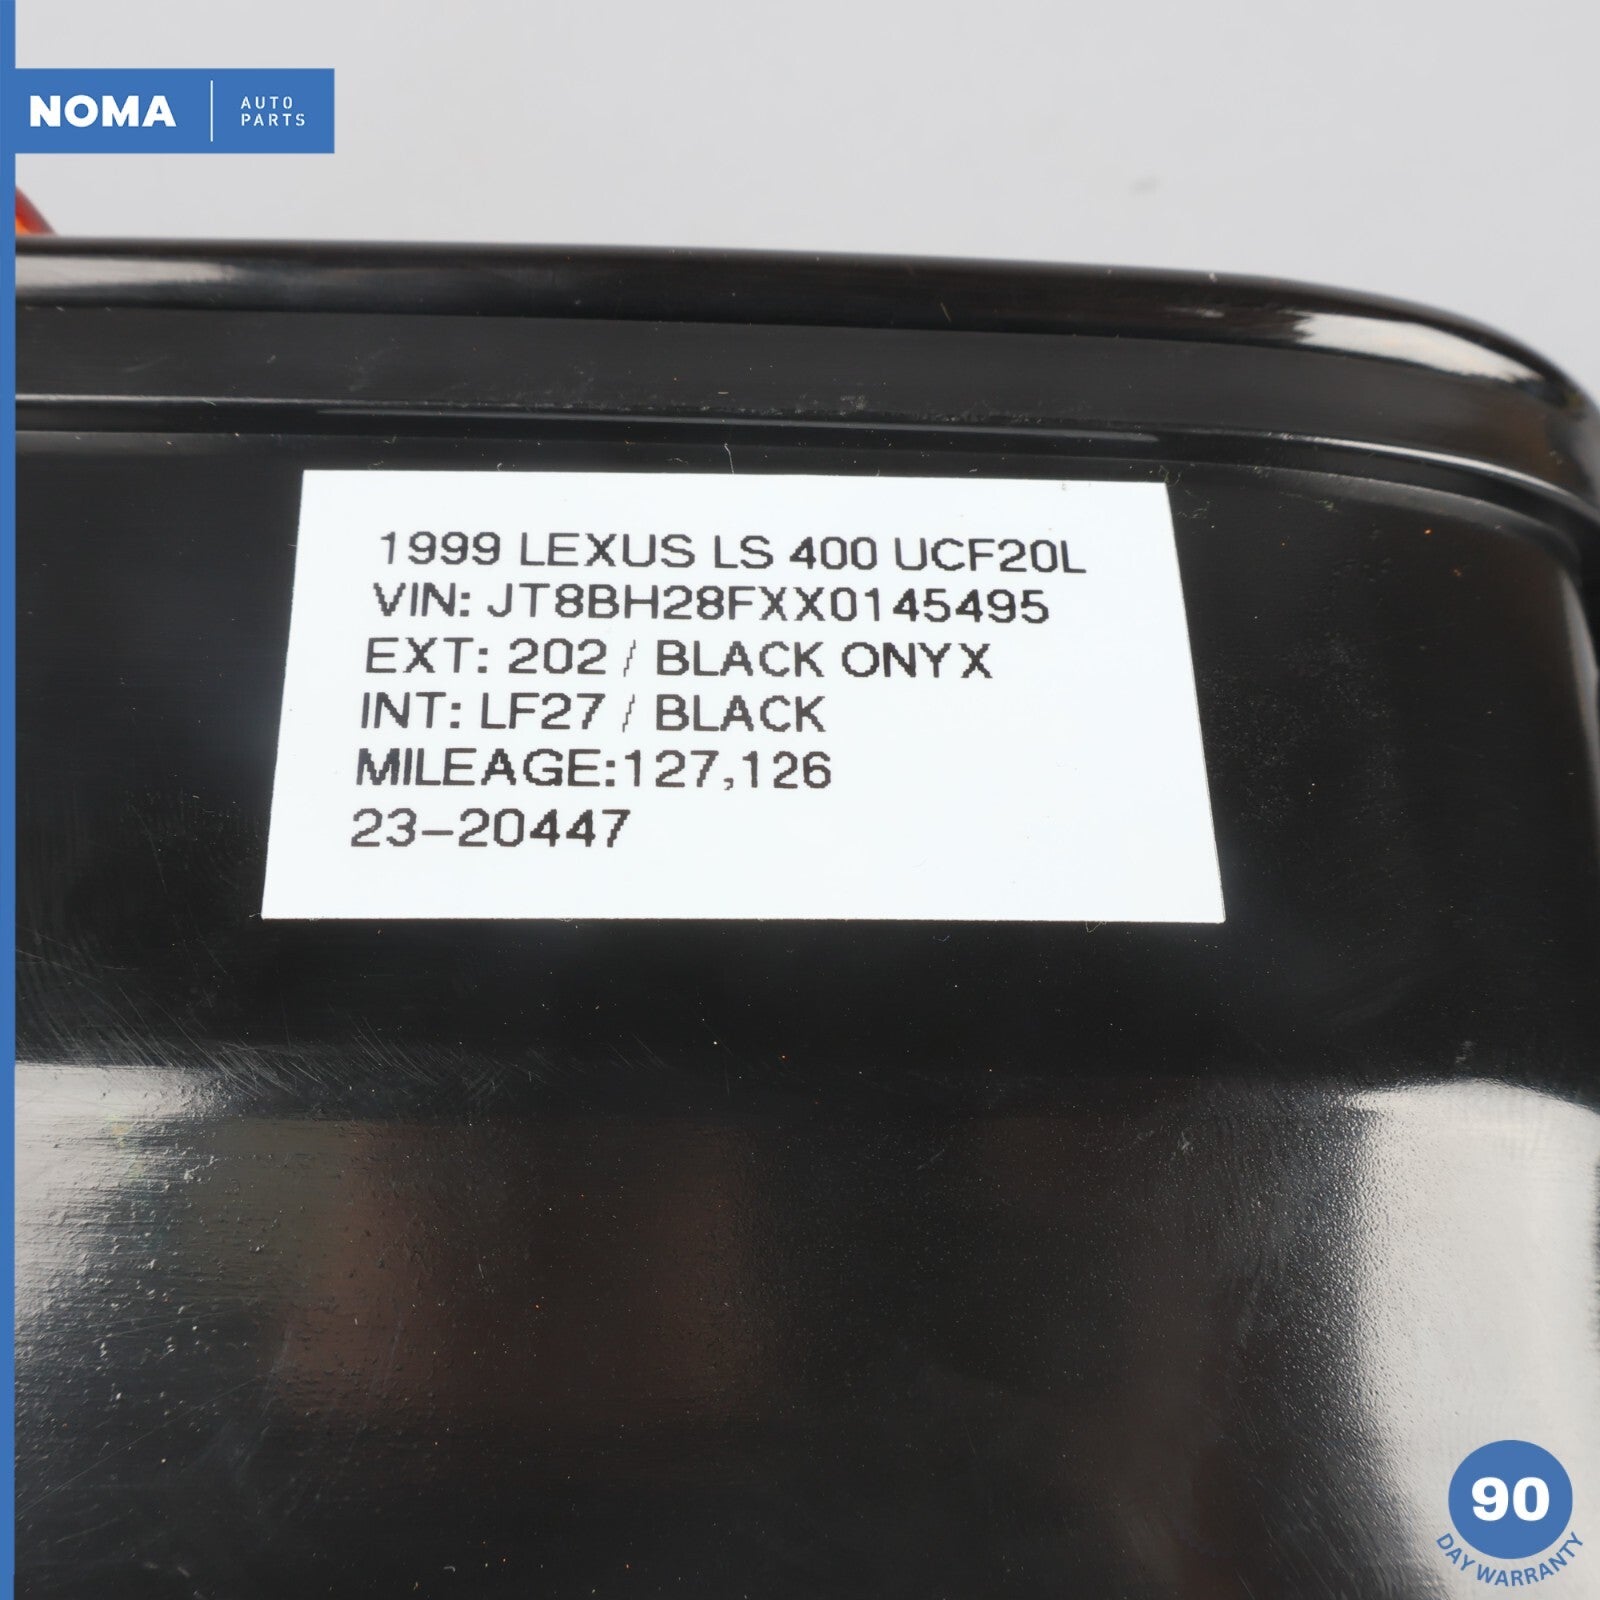 NOMA
AUTO
PARTS
1999 LEXUS LS 400 UCF20L
VIN: JT8BH28FXX0145495
EXT: 202 / BLACK ONYX
INT: LF27 / BLACK
MILEAGE:127,126
23-20447
90
DAY WARRANTY